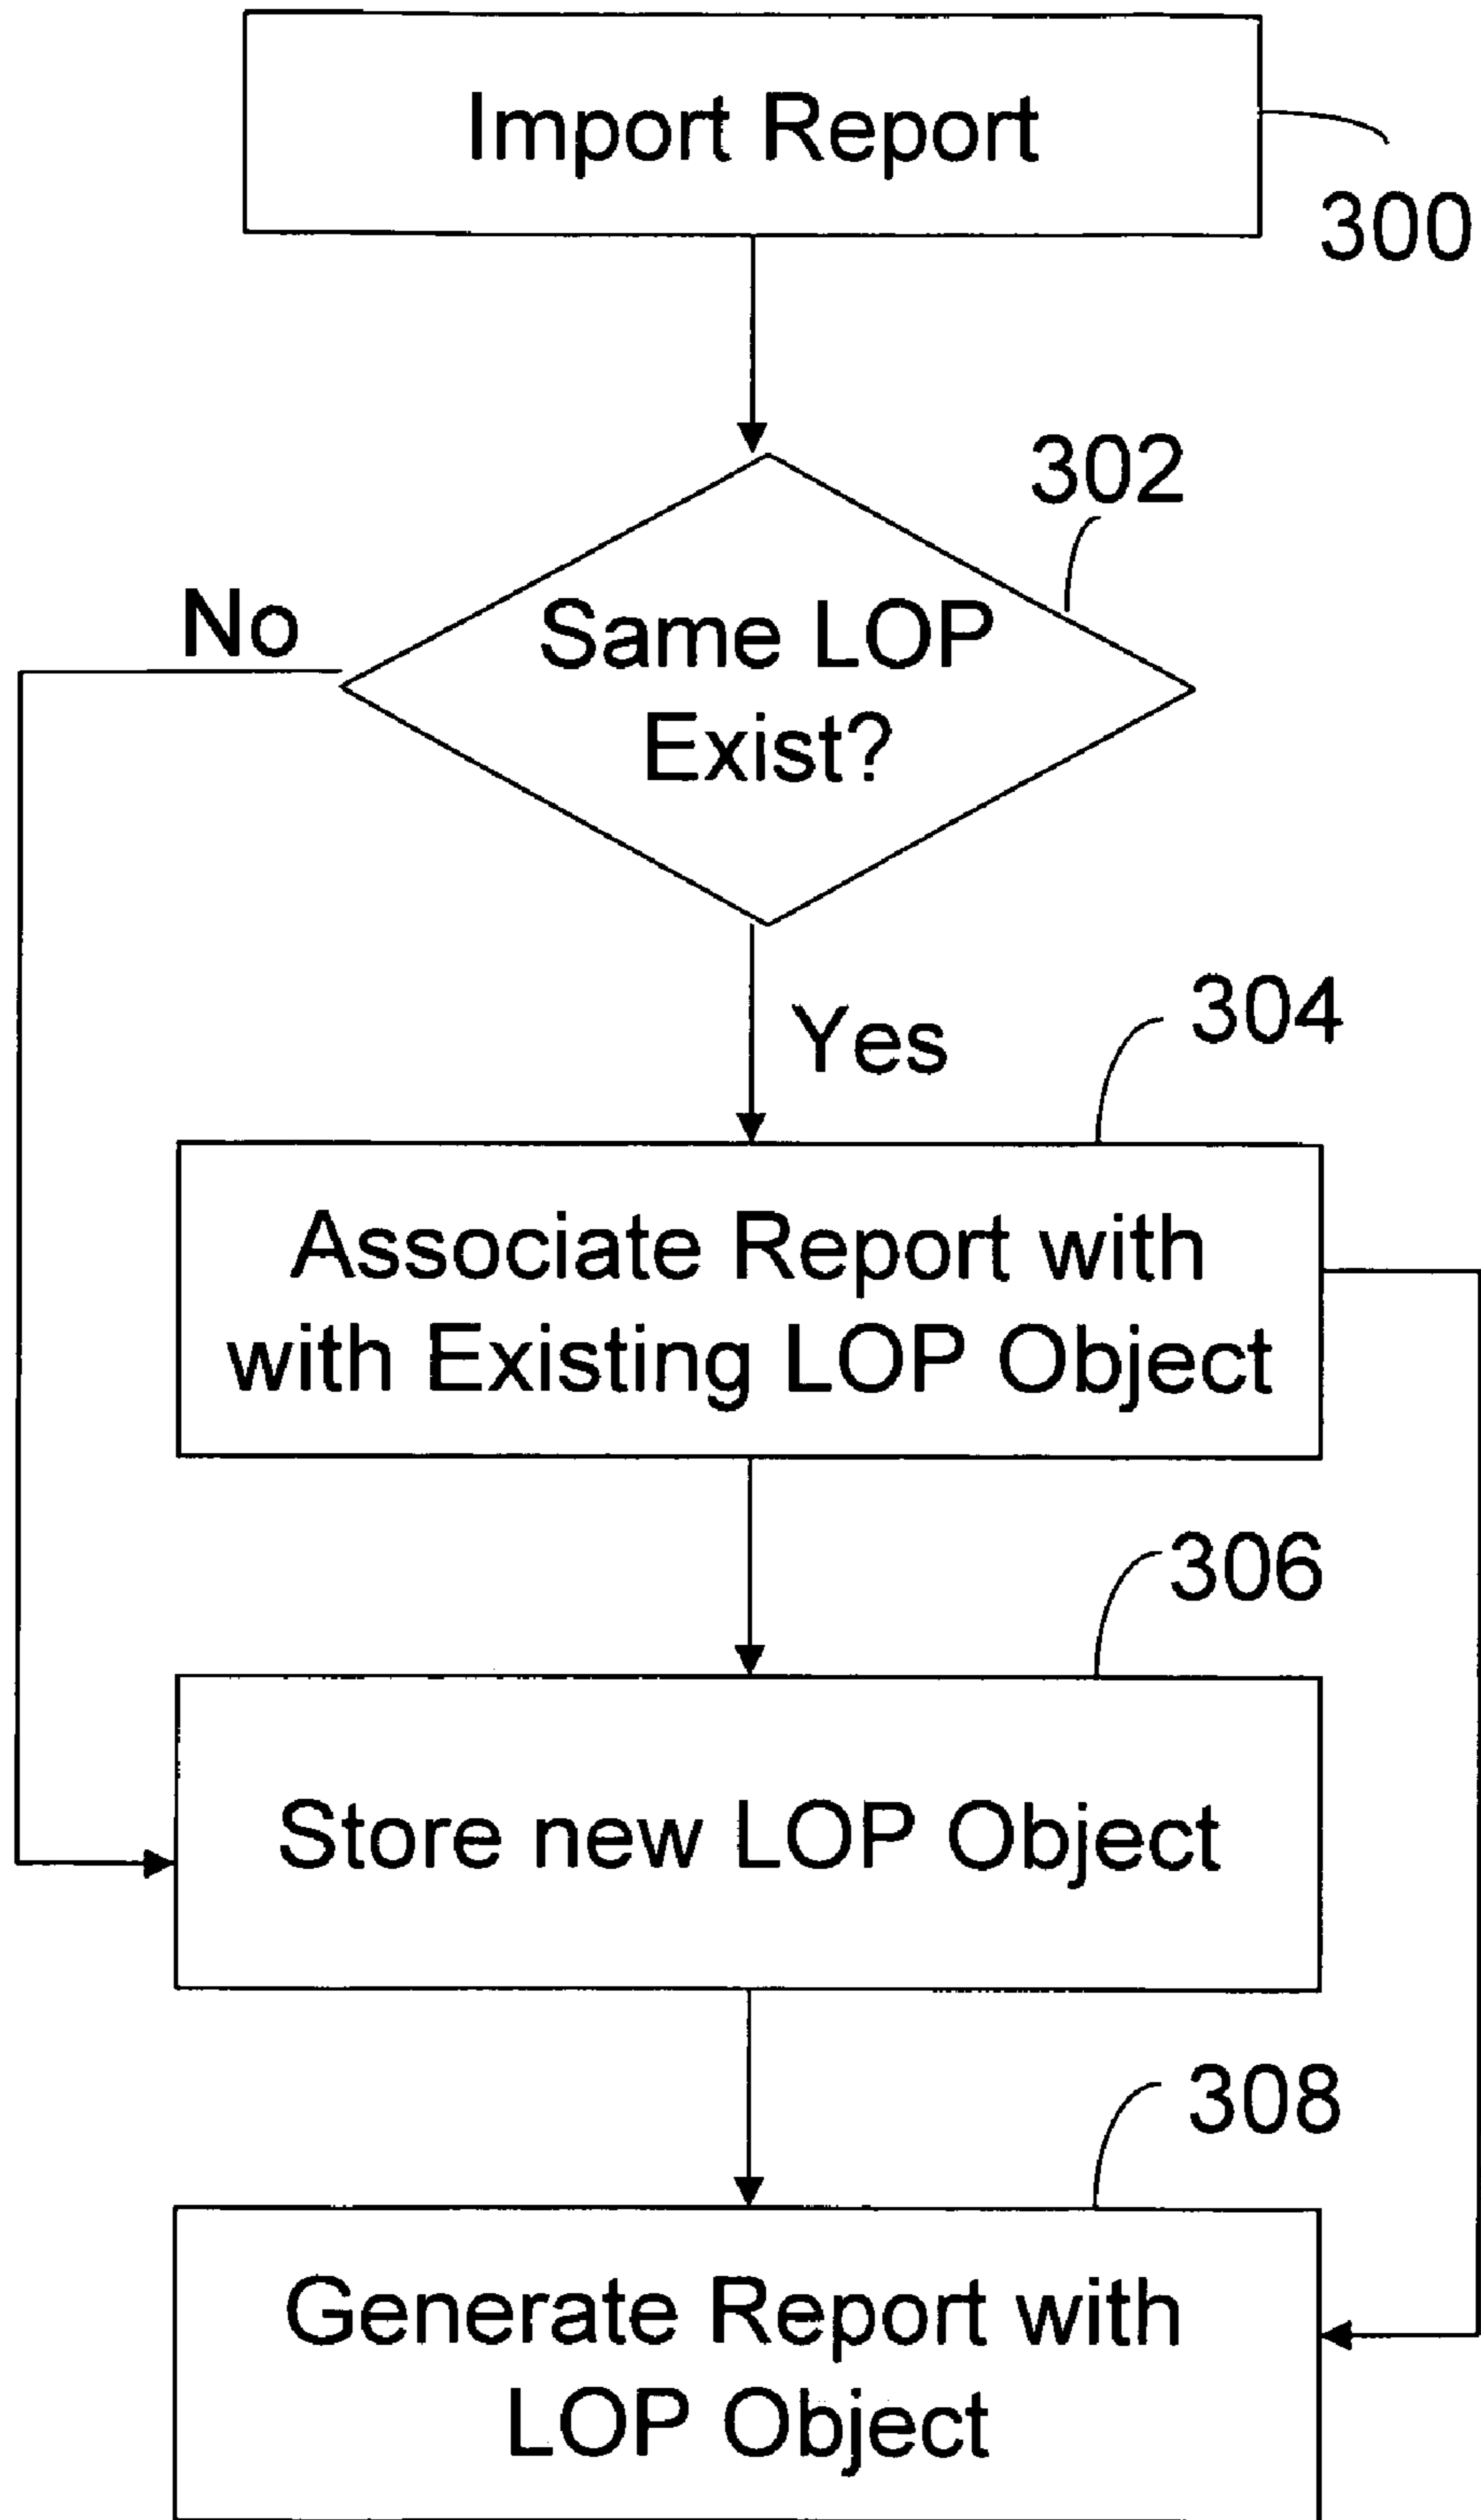 Import Report
300
302
No
Same LOP
Exist?
304
Yes
Associate Report with
with Existing LOP Object
306
Store new LOP Object
308
Generate Report with
LOP Object